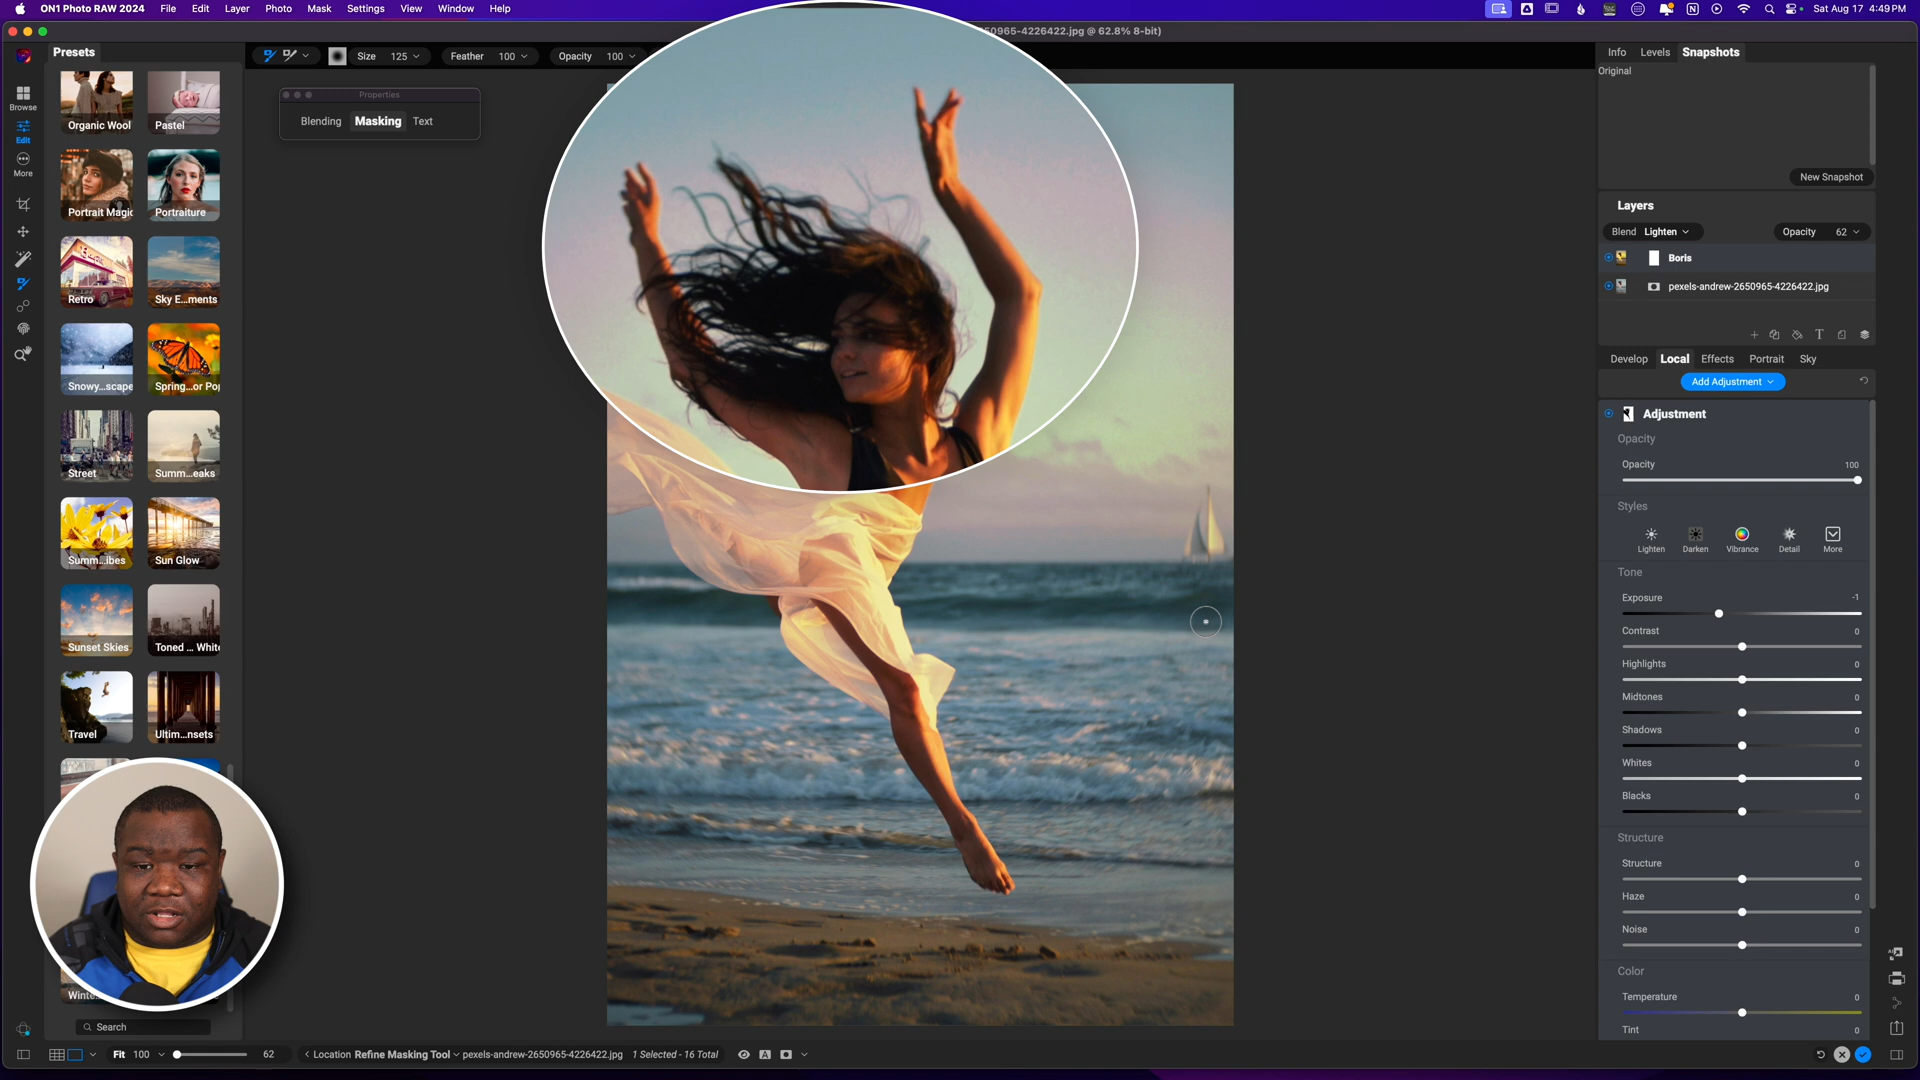 ON1 Photo RAW 2024 File Edit Layer Photo Mask Settings View Window Help
Sat Aug 17 4:49 PM
0965-4226422.jpg @ 62.8% 8-bit)
Presets
Size 125 Feather 100 Opacity 100
Info Levels Snapshots
Original
New Snapshot
Browse
Edit
More
Organic Wool Pastel
Portrait Magic Portraiture
Retro Sky E...ments
Snowy...scape Spring...or Pop
Street Summ...eaks
Summ...ibes Sun Glow
Sunset Skies Toned ... White
Travel Ultim...nsets
Winte
Search
Properties
Blending Masking Text
Layers
Blend Lighten Opacity 62
Boris
pexels-andrew-2650965-4226422.jpg
Develop Local Effects Portrait Sky
Add Adjustment
Adjustment
Opacity
Opacity 100
Styles
Lighten Darken Vibrance Detail More
Tone
Exposure -1
Contrast 0
Highlights 0
Midtones 0
Shadows 0
Whites 0
Blacks 0
Structure
Structure 0
Haze 0
Noise 0
Color
Temperature 0
Tint 0
Fit 100 62 Location Refine Masking Tool pexels-andrew-2650965-4226422.jpg 1 Selected - 16 Total